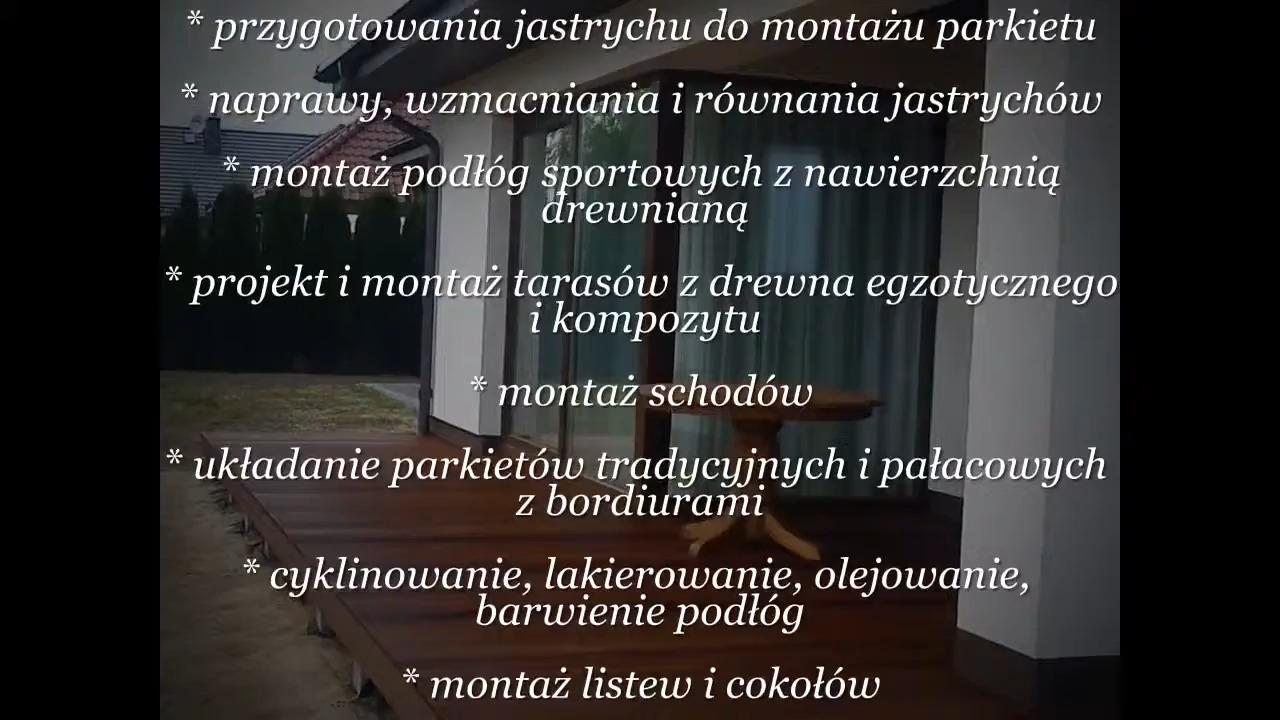 * przygotowania jastrychu do montażu parkietu
* naprawy, wzmacniania i równania jastrychów
* montaż podłóg sportowych z nawierzchnią
drewnianą
* projekt i montaż tarasów z drewna egzotycznego
i kompozytu
* montaż schodów
* układanie parkietów tradycyjnych i pałacowych
z bordiurami
* cyklinowanie, lakierowanie, olejowanie,
barwienie podłóg
* montaż listew i cokołów